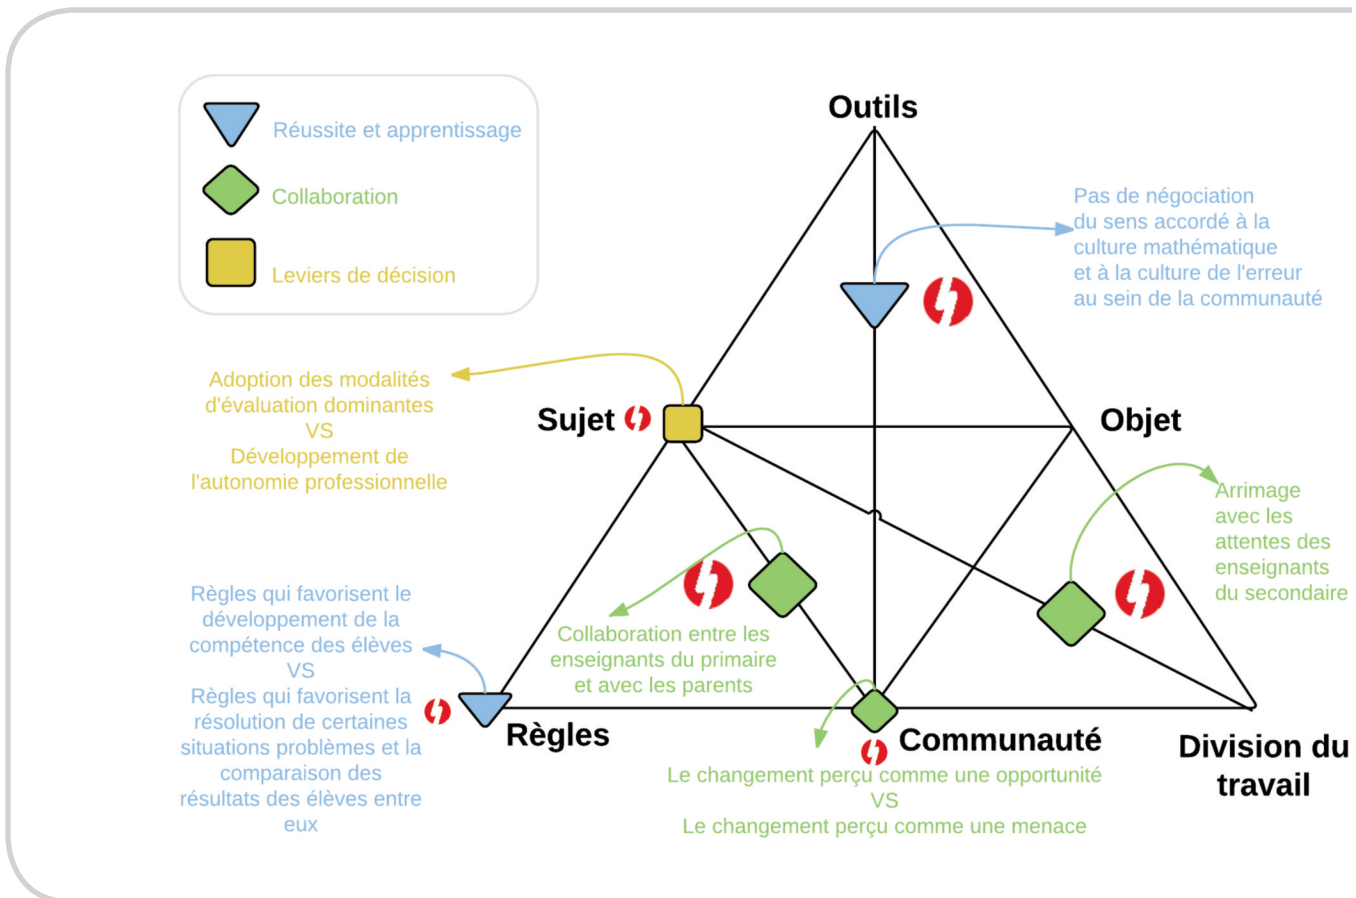 Outils
Réussite et apprentissage
Collaboration
Leviers de décision
Pas de négociation
du sens accordé à la
culture mathématique
et à la culture de l'erreur
au sein de la communauté
Adoption des modalités
d'évaluation dominantes
VS
Développement de
l'autonomie professionnelle
Sujet
Objet
Arrimage
avec les
attentes des
enseignants
du secondaire
Règles qui favorisent le
développement de la
compétence des élèves
VS
Règles qui favorisent la
résolution de certaines
situations problèmes et la
comparaison des
résultats des élèves entre
eux
Collaboration entre les
enseignants du primaire
et avec les parents
Règles
Communauté
Division du
travail
Le changement perçu comme une opportunité
VS
Le changement perçu comme une menace